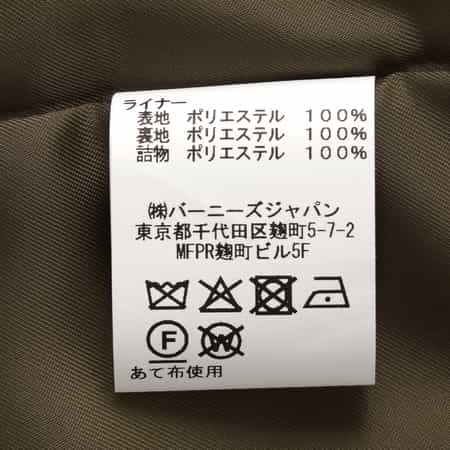 ライナー
表地 ポリエステル 100%
裏地 ポリエステル 100%
詰物 ポリエステル 100%
㈱バーニーズジャパン
東京都千代田区麹町5-7-2
MFPR麹町ビル5F
F W
あて布使用